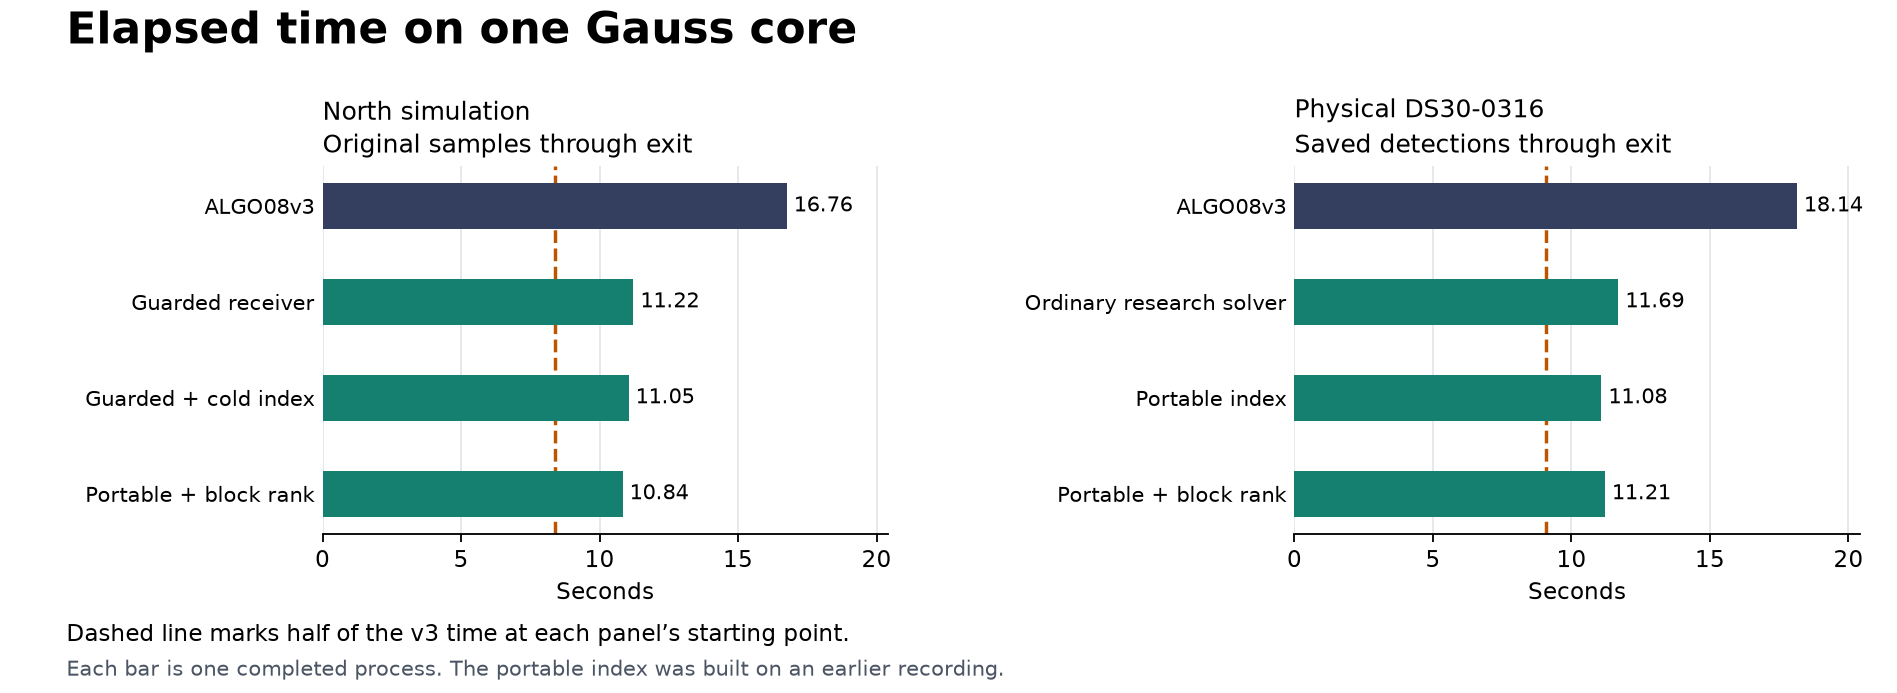 Elapsed time on one Gauss core
North simulation
Original samples through exit
ALGO08v3
16.76
Guarded receiver
11.22
Guarded + cold index
11.05
Portable + block rank
10.84
0 5 10 15 20
Seconds
Physical DS30-0316
Saved detections through exit
ALGO08v3
18.14
Ordinary research solver
11.69
Portable index
11.08
Portable + block rank
11.21
0 5 10 15 20
Seconds
Dashed line marks half of the v3 time at each panel’s starting point.
Each bar is one completed process. The portable index was built on an earlier recording.